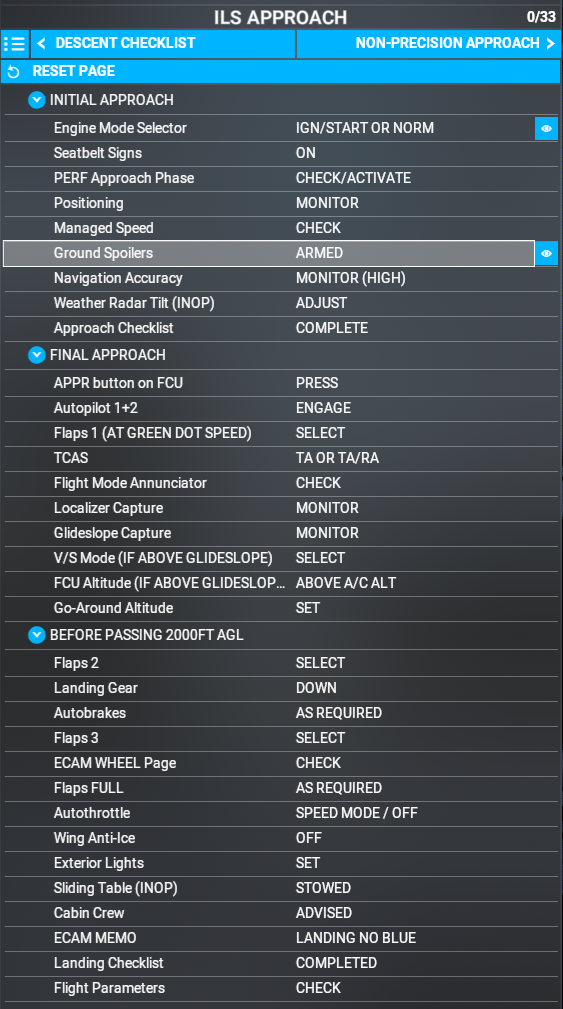 ILS APPROACH 0/33
DESCENT CHECKLIST NON-PRECISION APPROACH
RESET PAGE
INITIAL APPROACH
Engine Mode Selector IGN/START OR NORM
Seatbelt Signs ON
PERF Approach Phase CHECK/ACTIVATE
Positioning MONITOR
Managed Speed CHECK
Ground Spoilers ARMED
Navigation Accuracy MONITOR (HIGH)
Weather Radar Tilt (INOP) ADJUST
Approach Checklist COMPLETE
FINAL APPROACH
APPR button on FCU PRESS
Autopilot 1+2 ENGAGE
Flaps 1 (AT GREEN DOT SPEED) SELECT
TCAS TA OR TA/RA
Flight Mode Annunciator CHECK
Localizer Capture MONITOR
Glideslope Capture MONITOR
V/S Mode (IF ABOVE GLIDESLOPE) SELECT
FCU Altitude (IF ABOVE GLIDESLOP... ABOVE A/C ALT
Go-Around Altitude SET
BEFORE PASSING 2000FT AGL
Flaps 2 SELECT
Landing Gear DOWN
Autobrakes AS REQUIRED
Flaps 3 SELECT
ECAM WHEEL Page CHECK
Flaps FULL AS REQUIRED
Autothrottle SPEED MODE / OFF
Wing Anti-Ice OFF
Exterior Lights SET
Sliding Table (INOP) STOWED
Cabin Crew ADVISED
ECAM MEMO LANDING NO BLUE
Landing Checklist COMPLETED
Flight Parameters CHECK